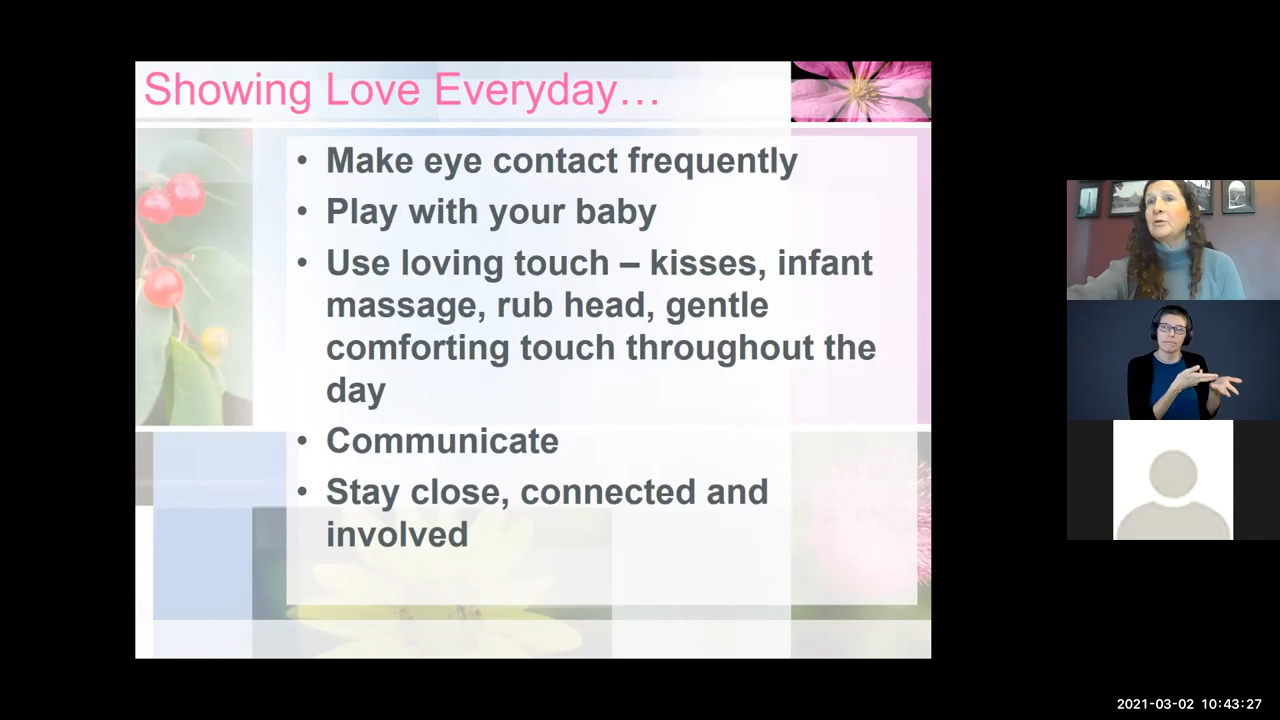 Showing Love Everyday…
• Make eye contact frequently
• Play with your baby
• Use loving touch – kisses, infant
massage, rub head, gentle
comforting touch throughout the
day
• Communicate
• Stay close, connected and
involved
2021-03-02 10:43:27